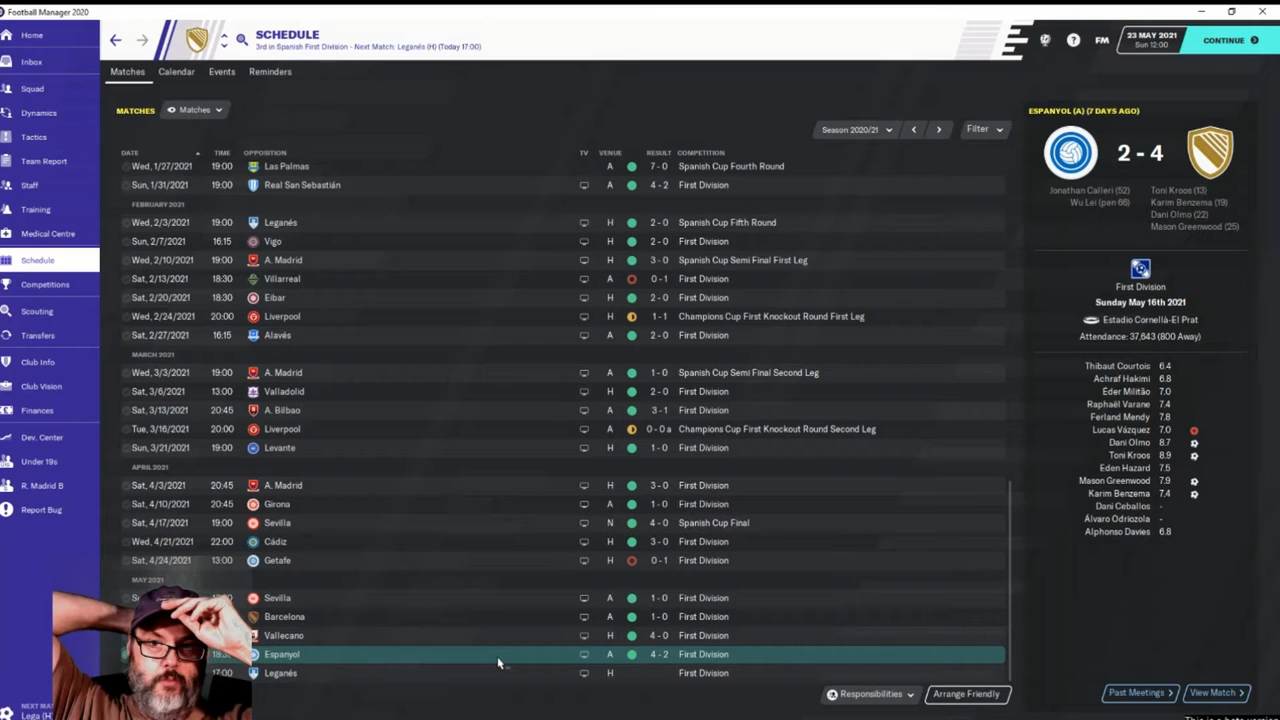 Football Manager 2020
Home
Inbox
Squad
Dynamics
Tactics
Team Report
Staff
Training
Medical Centre
Schedule
Competitions
Scouting
Transfers
Club Info
Club Vision
Finances
Dev. Center
Under 19s
R. Madrid B
Report Bug
NEXT MA
Lega (H)
SCHEDULE
3rd in Spanish First Division - Next Match: Leganés (H) (Today 17:00)
FM
23 MAY 2021
Sun 12:00
CONTINUE
Matches Calendar Events Reminders
MATCHES Matches
Season 2020/21 Filter
DATE TIME OPPOSITION TV VENUE RESULT COMPETITION
Wed, 1/27/2021 19:00 Las Palmas A 7 - 0 Spanish Cup Fourth Round
Sun, 1/31/2021 19:00 Real San Sebastián A 4 - 2 First Division
FEBRUARY 2021
Wed, 2/3/2021 19:00 Leganés H 2 - 0 Spanish Cup Fifth Round
Sun, 2/7/2021 16:15 Vigo H 2 - 0 First Division
Wed, 2/10/2021 19:00 A. Madrid H 3 - 0 Spanish Cup Semi Final First Leg
Sat, 2/13/2021 18:30 Villarreal A 0 - 1 First Division
Sat, 2/20/2021 18:30 Eibar H 2 - 0 First Division
Wed, 2/24/2021 20:00 Liverpool H 1 - 1 Champions Cup First Knockout Round First Leg
Sat, 2/27/2021 16:15 Alavés A 2 - 0 First Division
MARCH 2021
Wed, 3/3/2021 19:00 A. Madrid A 1 - 0 Spanish Cup Semi Final Second Leg
Sat, 3/6/2021 13:00 Valladolid H 2 - 0 First Division
Sat, 3/13/2021 20:45 A. Bilbao A 3 - 1 First Division
Tue, 3/16/2021 20:00 Liverpool A 0 - 0 a Champions Cup First Knockout Round Second Leg
Sun, 3/21/2021 19:00 Levante H 1 - 0 First Division
APRIL 2021
Sat, 4/3/2021 20:45 A. Madrid H 3 - 0 First Division
Sat, 4/10/2021 20:45 Girona A 1 - 0 First Division
Sat, 4/17/2021 19:00 Sevilla N 4 - 0 Spanish Cup Final
Wed, 4/21/2021 22:00 Cádiz H 3 - 0 First Division
Sat, 4/24/2021 13:00 Getafe H 0 - 1 First Division
MAY 2021
Sevilla A 1 - 0 First Division
Barcelona A 1 - 0 First Division
Vallecano H 4 - 0 First Division
Espanyol A 4 - 2 First Division
17:00 Leganés H First Division
Responsibilities Arrange Friendly
ESPANYOL (A) (7 DAYS AGO)
2 - 4
Jonathan Calleri (52)
Wu Lei (pen 66)
Toni Kroos (13)
Karim Benzema (19)
Dani Olmo (22)
Mason Greenwood (25)
First Division
Sunday May 16th 2021
Estadio Cornellà-El Prat
Attendance: 37,643 (800 Away)
Thibaut Courtois 6.4
Achraf Hakimi 6.8
Éder Militão 7.0
Raphaël Varane 7.4
Ferland Mendy 7.8
Lucas Vázquez 7.0
Dani Olmo 8.7
Toni Kroos 8.9
Eden Hazard 7.5
Mason Greenwood 7.9
Karim Benzema 7.4
Dani Ceballos -
Álvaro Odriozola -
Alphonso Davies 6.8
Past Meetings > View Match >